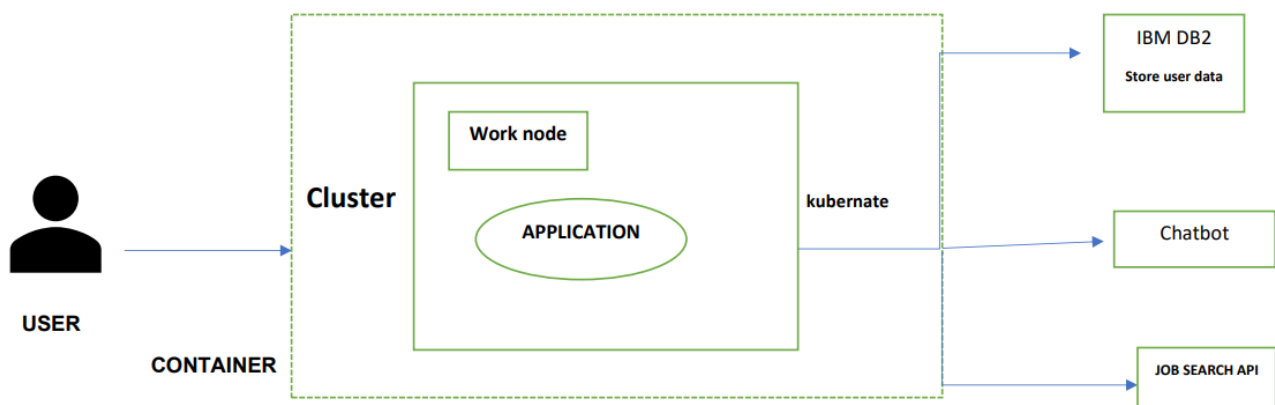 IBM DB2
Store user data
Work node
Cluster
kubernate
APPLICATION
Chatbot
USER
CONTAINER
JOB SEARCH API